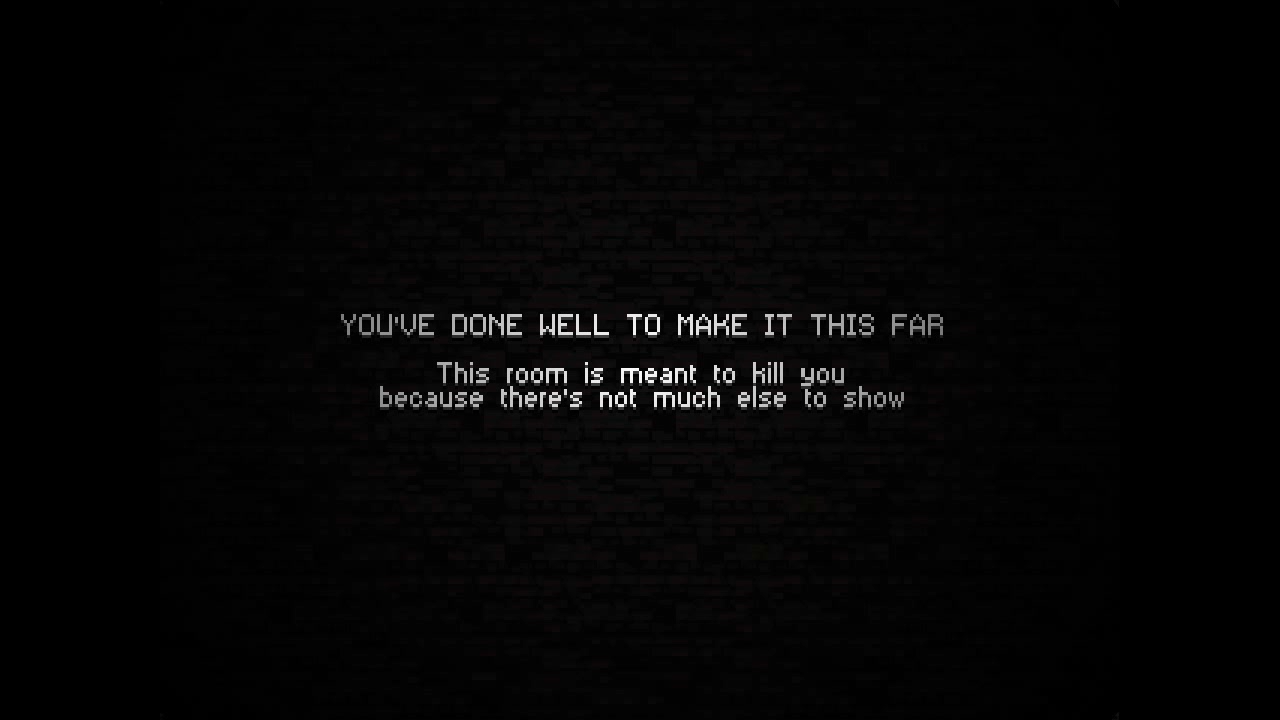 YOU'VE DONE WELL TO MAKE IT THIS FAR
This room is meant to kill you
because there's not much else to show